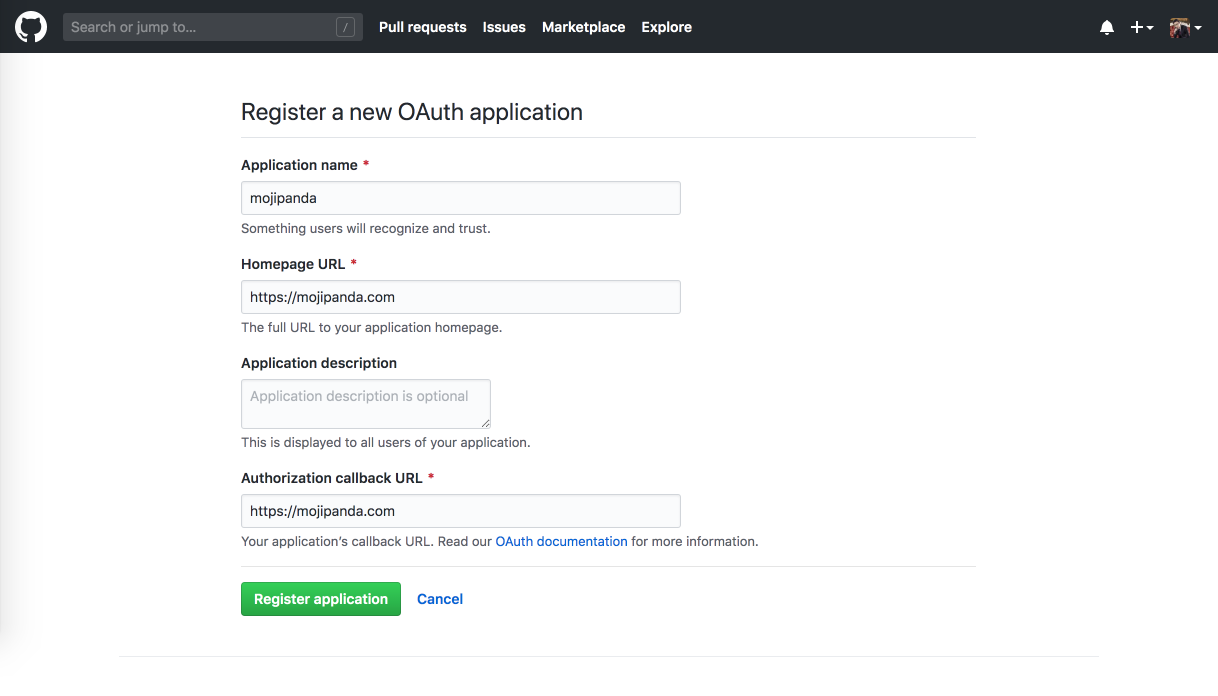 Search or jump to... /
Pull requests Issues Marketplace Explore
Register a new OAuth application
Application name *
mojipanda
Something users will recognize and trust.
Homepage URL *
https://mojipanda.com
The full URL to your application homepage.
Application description
Application description is optional
This is displayed to all users of your application.
Authorization callback URL *
https://mojipanda.com
Your application’s callback URL. Read our OAuth documentation for more information.
Register application Cancel